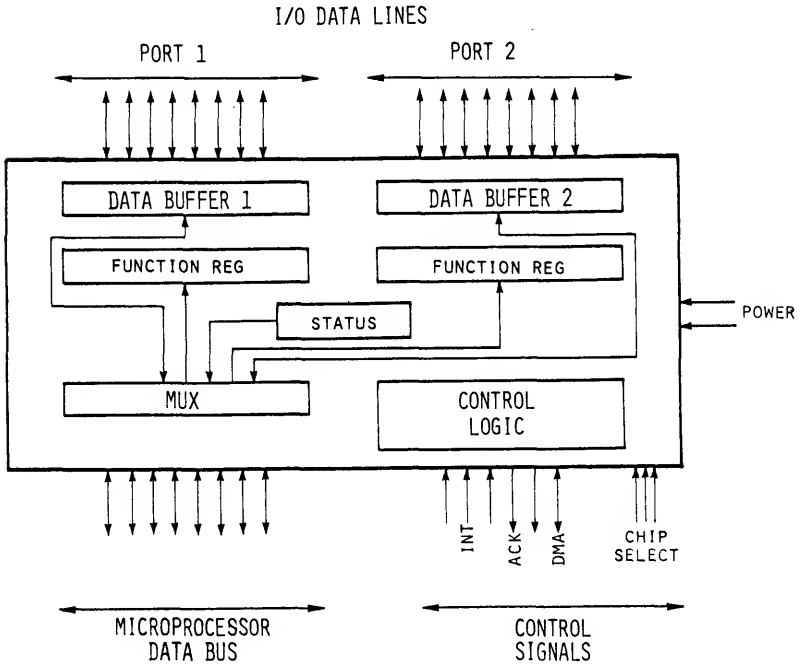 I/O DATA LINES
PORT 1
PORT 2
DATA BUFFER 1
DATA BUFFER 2
FUNCTION REG
FUNCTION REG
STATUS
POWER
MUX
CONTROL
LOGIC
INT
ACK
DMA
CHIP
SELECT
MICROPROCESSOR
DATA BUS
CONTROL
SIGNALS